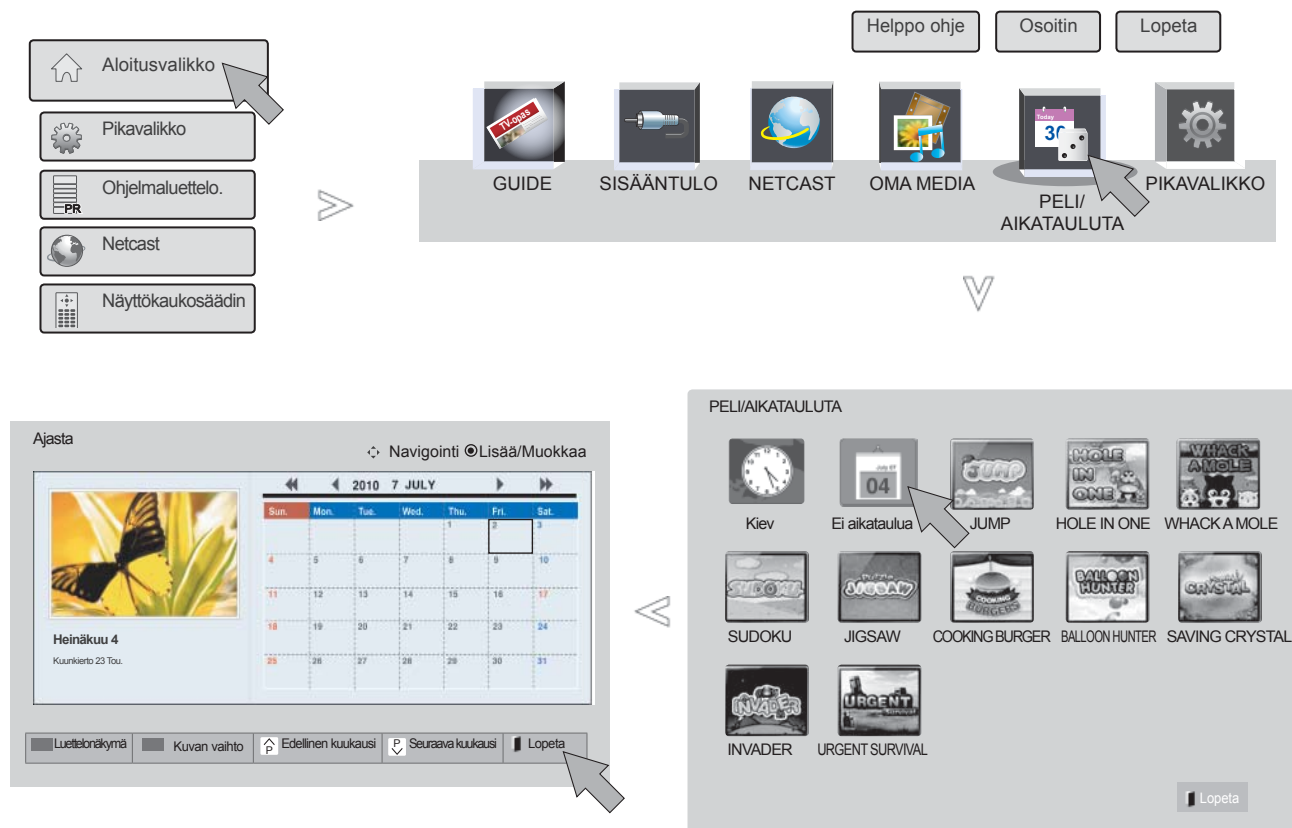 Helppo ohje
Osoitin
Lopeta
Aloitusvalikko
Pikavalikko
PR
Ohjelmaluettelo.
Netcast
Näyttökaukosäädin
TV-opas
Today
30
GUIDE
SISÄÄNTULO
NETCAST
OMA MEDIA
PELI/
AIKATAULUTA
PIKAVALIKKO
PELI/AIKATAULUTA
July 07
04
JUMP
HOLE IN ONE
WHACK A MOLE
Kiev
Ei aikataulua
JUMP
HOLE IN ONE
WHACK A MOLE
SUDOKU
Puzzle JIGSAW
COOKING BURGERS
BALLOON HUNTER
CRYSTAL
SUDOKU
JIGSAW
COOKING BURGER
BALLOON HUNTER
SAVING CRYSTAL
INVADER
URGENT
INVADER
URGENT SURVIVAL
Lopeta
Ajasta
Navigointi Lisää/Muokkaa
2010 7 JULY
Sun. Mon. Tue. Wed. Thu. Fri. Sat.
1 2 3
4 5 6 7 8 9 10
11 12 13 14 15 16 17
18 19 20 21 22 23 24
25 26 27 28 29 30 31
Heinäkuu 4
Kuunkierto 23 Tou.
Luettelonäkymä
Kuvan vaihto
P Edellinen kuukausi
P Seuraava kuukausi
Lopeta